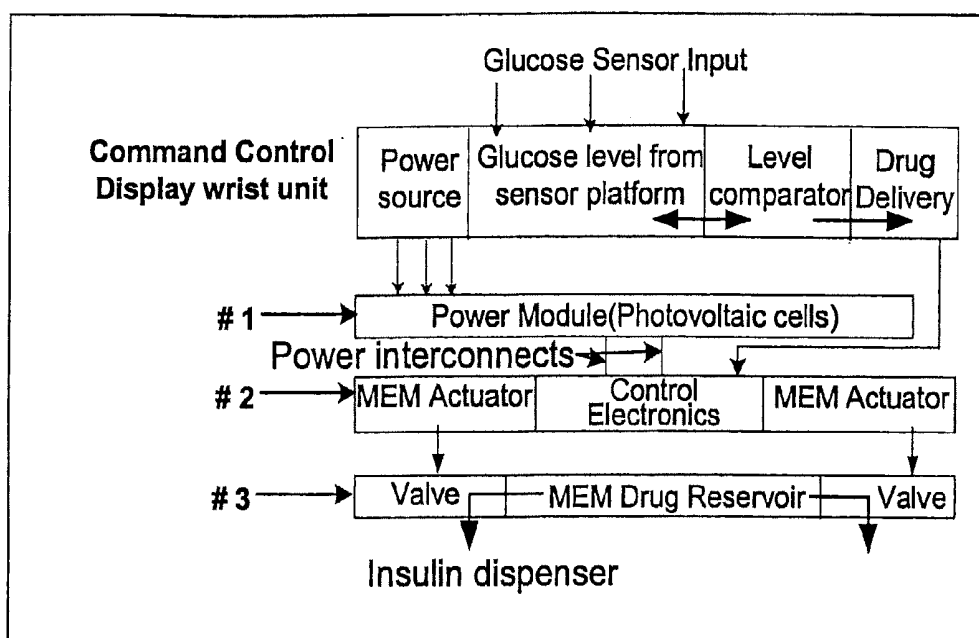 Glucose Sensor Input
Command Control
Display wrist unit
Power
source
Glucose level from
sensor platform
Level
comparator
Drug
Delivery
# 1
Power Module(Photovoltaic cells)
Power interconnects
# 2
MEM Actuator
Control
Electronics
MEM Actuator
# 3
Valve
MEM Drug Reservoir
Valve
Insulin dispenser